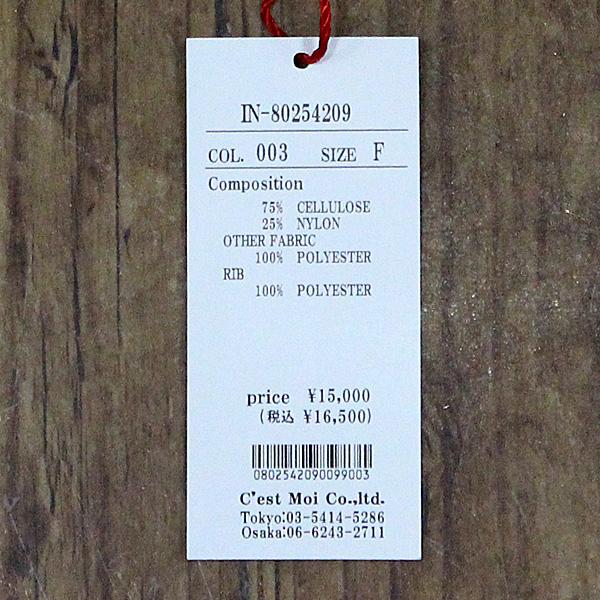 IN-80254209
COL. 003 SIZE F
Composition
75% CELLULOSE
25% NYLON
OTHER FABRIC
100% POLYESTER
RIB
100% POLYESTER
price ¥15,000
(税込 ¥16,500)
0802542090099003
C'est Moi Co.,ltd.
Tokyo:03-5414-5286
Osaka:06-6243-2711